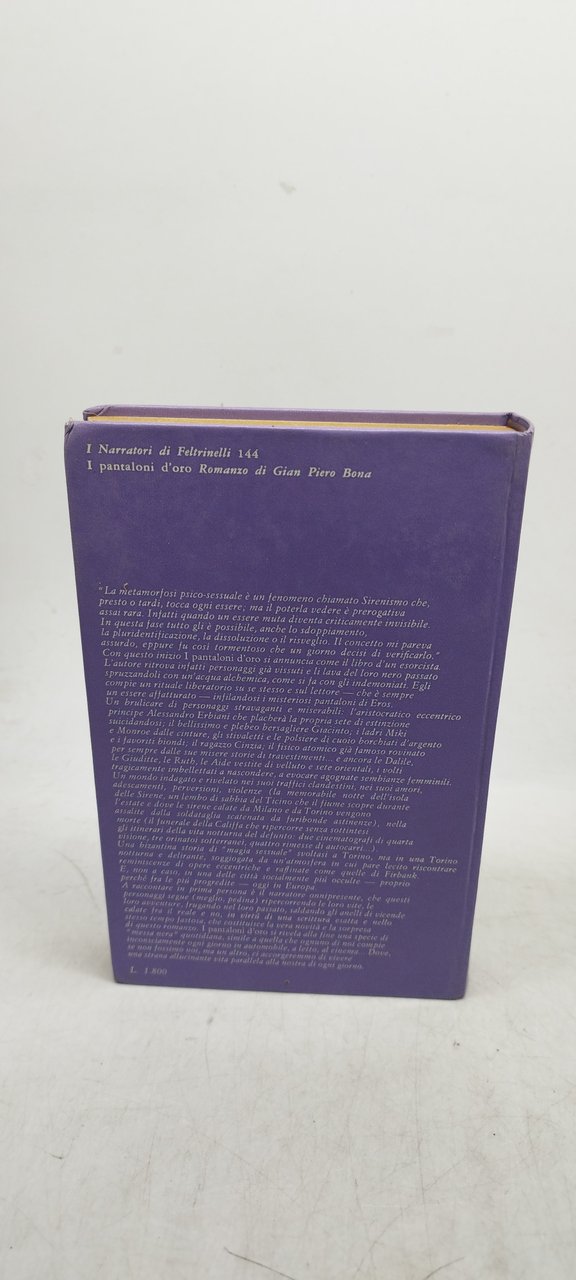 I Narratori di Feltrinelli 144
I pantaloni d'oro Romanzo di Gian Piero Bona
"La metamorfosi psico-sessuale è un fenomeno chiamato Sirenismo che,
presto o tardi, tocca ogni essere; ma il poterla vedere è prerogativa
assai rara. Infatti quando un essere muta diventa criticamente invisibile.
In questa fase tutto gli è possibile, anche lo sdoppiamento,
la pluridentificazione, la dissoluzione o il risveglio. Il concetto mi pareva
assurdo, eppure fu così tormentoso che un giorno decisi di verificarlo."
Con questo inizio I pantaloni d'oro si annuncia come il libro d'un esorcista.
L'autore ritrova infatti personaggi già vissuti e li lava del loro nero passato
spruzzandoli con un'acqua alchemica, come si fa con gli indemoniati. Egli
compie un rituale liberatorio su se stesso e sul lettore — che è sempre
un essere affatturato — infilandosi i misteriosi pantaloni di Eros.
Un brulicare di personaggi stravaganti e miserabili: l'aristocratico eccentrico
principe Alessandro Erbiani che placherà la propria sete di estinzione
suicidandosi; il bellissimo e plebeo bersagliere Giacinto, i ladri Miki
e Monroe dalle cinture, gli stivaletti e le polsiere di cuoio borchiati d'argento
e i favoriti biondi; il ragazzo Cinzia; il fisico atomico già famoso rovinato
per sempre dalle sue misere storie di travestimenti... e ancora le Dalile,
le Giuditte, le Ruth, le Aide vestite di velluto e sete orientali, i volti
tragicamente imbellettati a nascondere, a evocare agognate sembianze femminili.
Un mondo indagato e rivelato nei suoi traffici clandestini, nei suoi amori,
adescamenti, perversioni, violenze (la memorabile notte dell'isola
delle Sirene, un lembo di sabbia del Ticino che il fiume scopre durante
l'estate e dove le sirene calate da Milano e da Torino vengono
assalite dalla soldataglia scatenata da furibonde astinenze), nella
morte (il funerale della Califfa che ripercorre senza sottintesi
gli itinerari della vita notturna del defunto: due cinematografi di quarta
visione, tre orinatoi sotterranei, quattro rimesse di autocarri...).
Una bizantina storia di "magia sessuale" svoltasi a Torino, ma in una Torino
notturna e delirante, soggiogata da un'atmosfera in cui pare lecito riscontrare
reminiscenze di opere eccentriche e raffinate come quelle di Firbank.
E, non a caso, in una delle città socialmente più occulte — proprio
perché fra le più progredite — oggi in Europa.
A raccontare in prima persona è il narratore onnipresente, che questi
personaggi segue (meglio, pedina) ripercorrendo le loro vite, le
loro avventure, frugando nel loro passato, saldando gli anelli di vicende
calate fra il reale e no, in virtù di una scrittura esatta e nello
stesso tempo fastosa, che costituisce la vera novità e la sorpresa
di questo romanzo. I pantaloni d'oro si rivela alla fine una specie di
"messa nera" quotidiana, simile a quella che ognuno di noi compie
inconsciamente ogni giorno in automobile, a letto, al cinema... Dove,
se non fossimo noi, ma un altro, ci accorgeremmo di vivere
una strana allucinante vita parallela alla nostra di ogni giorno.
L. 1.800